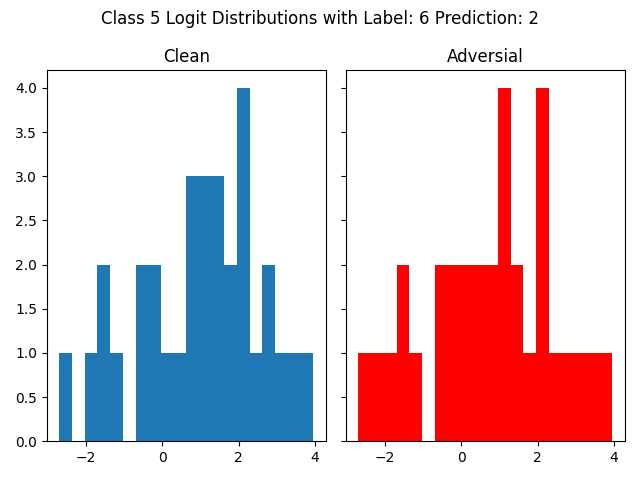 Class 5 Logit Distributions with Label: 6 Prediction: 2
Clean
Adversial
4.0
3.5
3.0
2.5
2.0
1.5
1.0
0.5
0.0
−2 0 2 4
−2 0 2 4